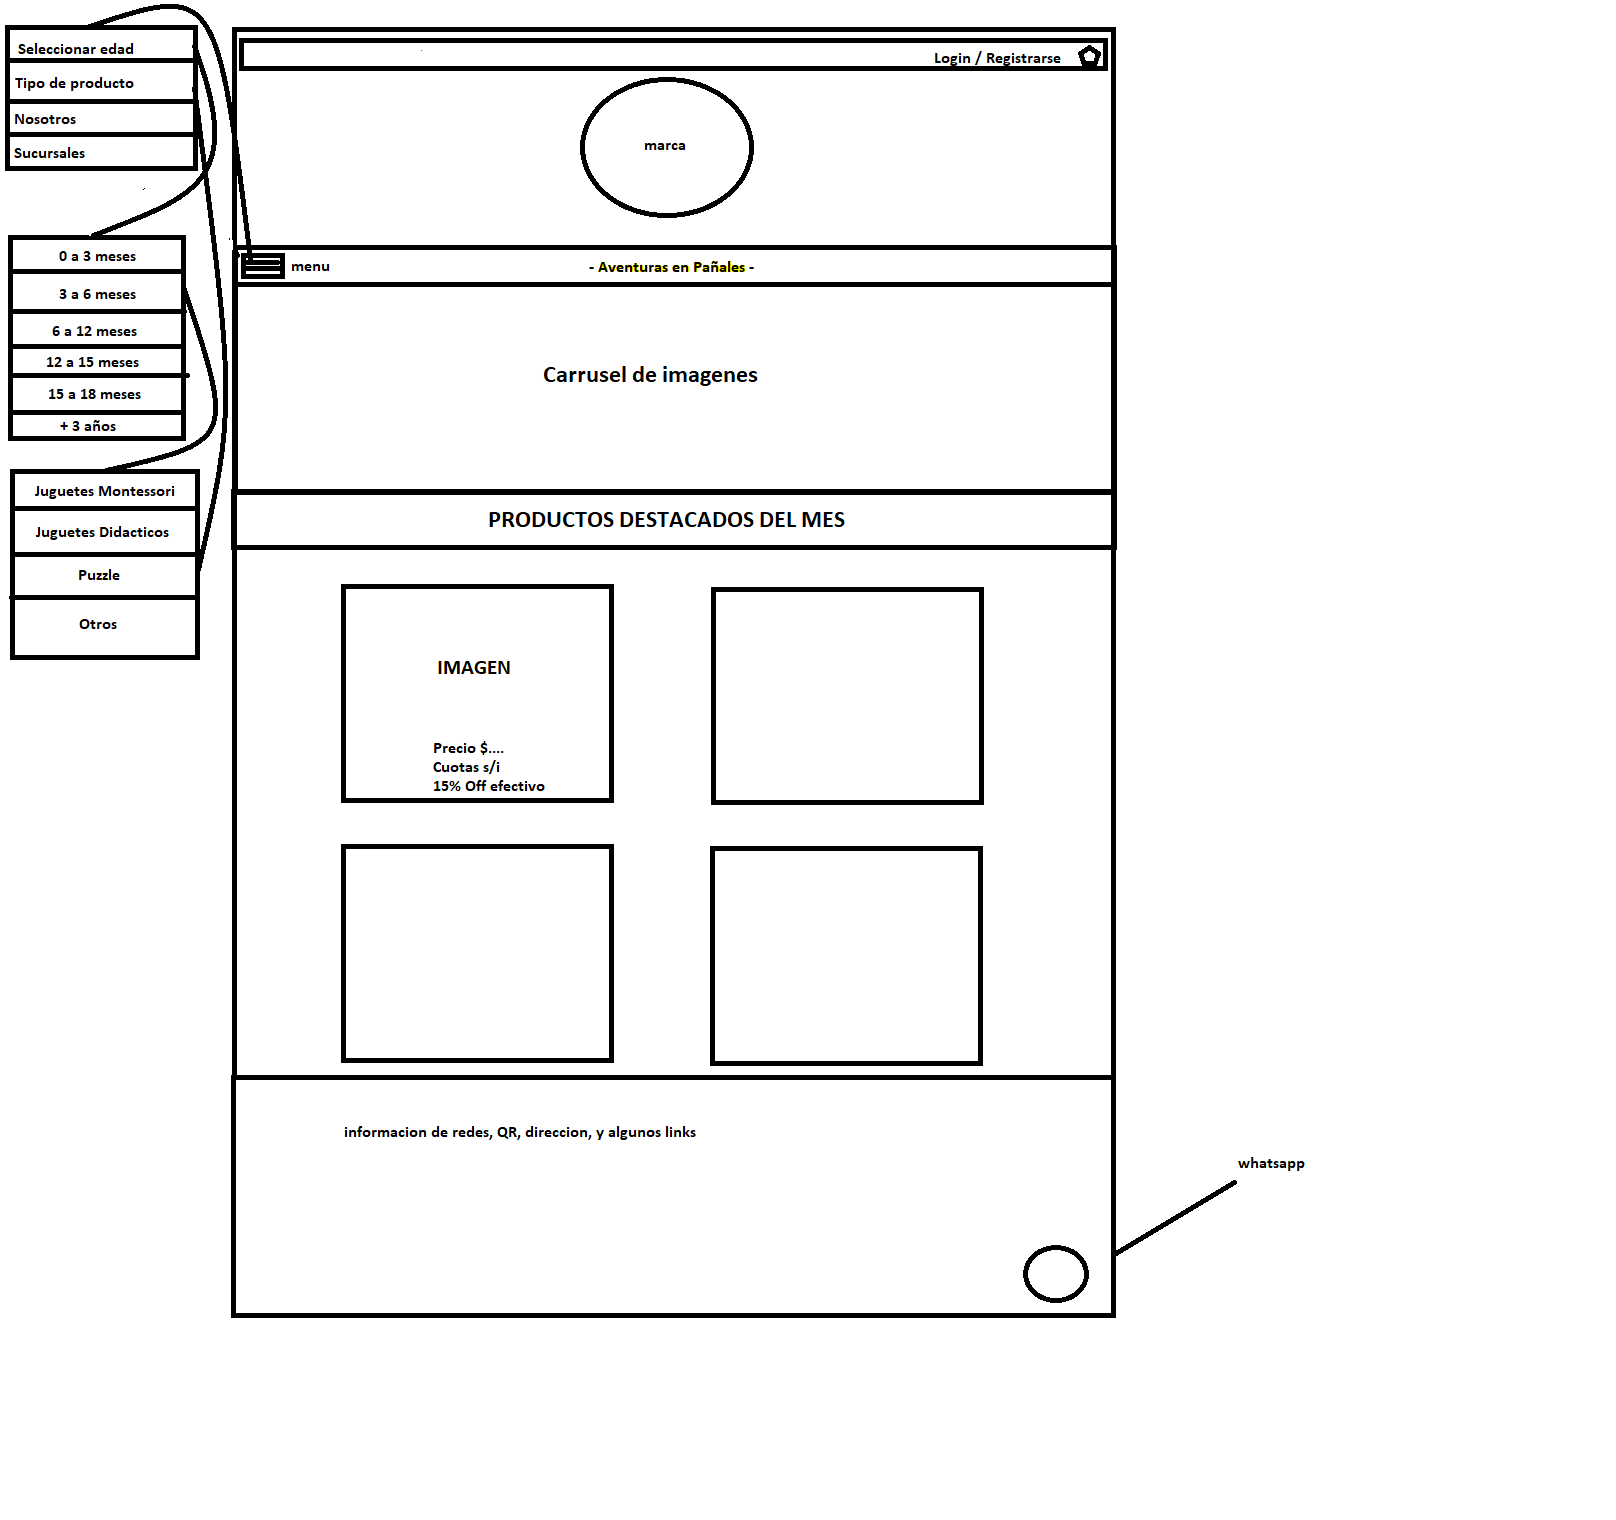 Seleccionar edad
Tipo de producto
Nosotros
Sucursales
0 a 3 meses
3 a 6 meses
6 a 12 meses
12 a 15 meses
15 a 18 meses
+ 3 años
Juguetes Montessori
Juguetes Didacticos
Puzzle
Otros
Login / Registrarse
marca
menu
- Aventuras en Pañales -
Carrusel de imagenes
PRODUCTOS DESTACADOS DEL MES
IMAGEN
Precio $....
Cuotas s/i
15% Off efectivo
informacion de redes, QR, direccion, y algunos links
whatsapp